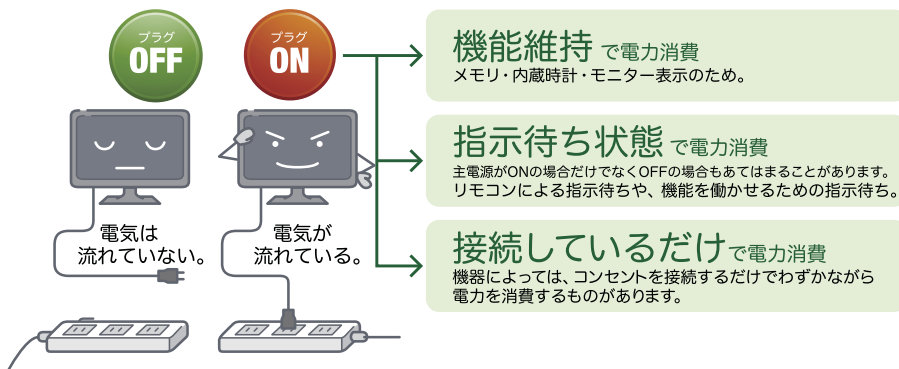 プラグ
OFF
電気は
流れていない。
プラグ
ON
電気が
流れている。
機能維持で電力消費
メモリ・内蔵時計・モニター表示のため。
指示待ち状態で電力消費
主電源がONの場合だけでなくOFFの場合もあてはまることがあります。
リモコンによる指示待ちや、機能を働かせるための指示待ち。
接続しているだけで電力消費
機器によっては、コンセントを接続するだけでわずかながら
電力を消費するものがあります。